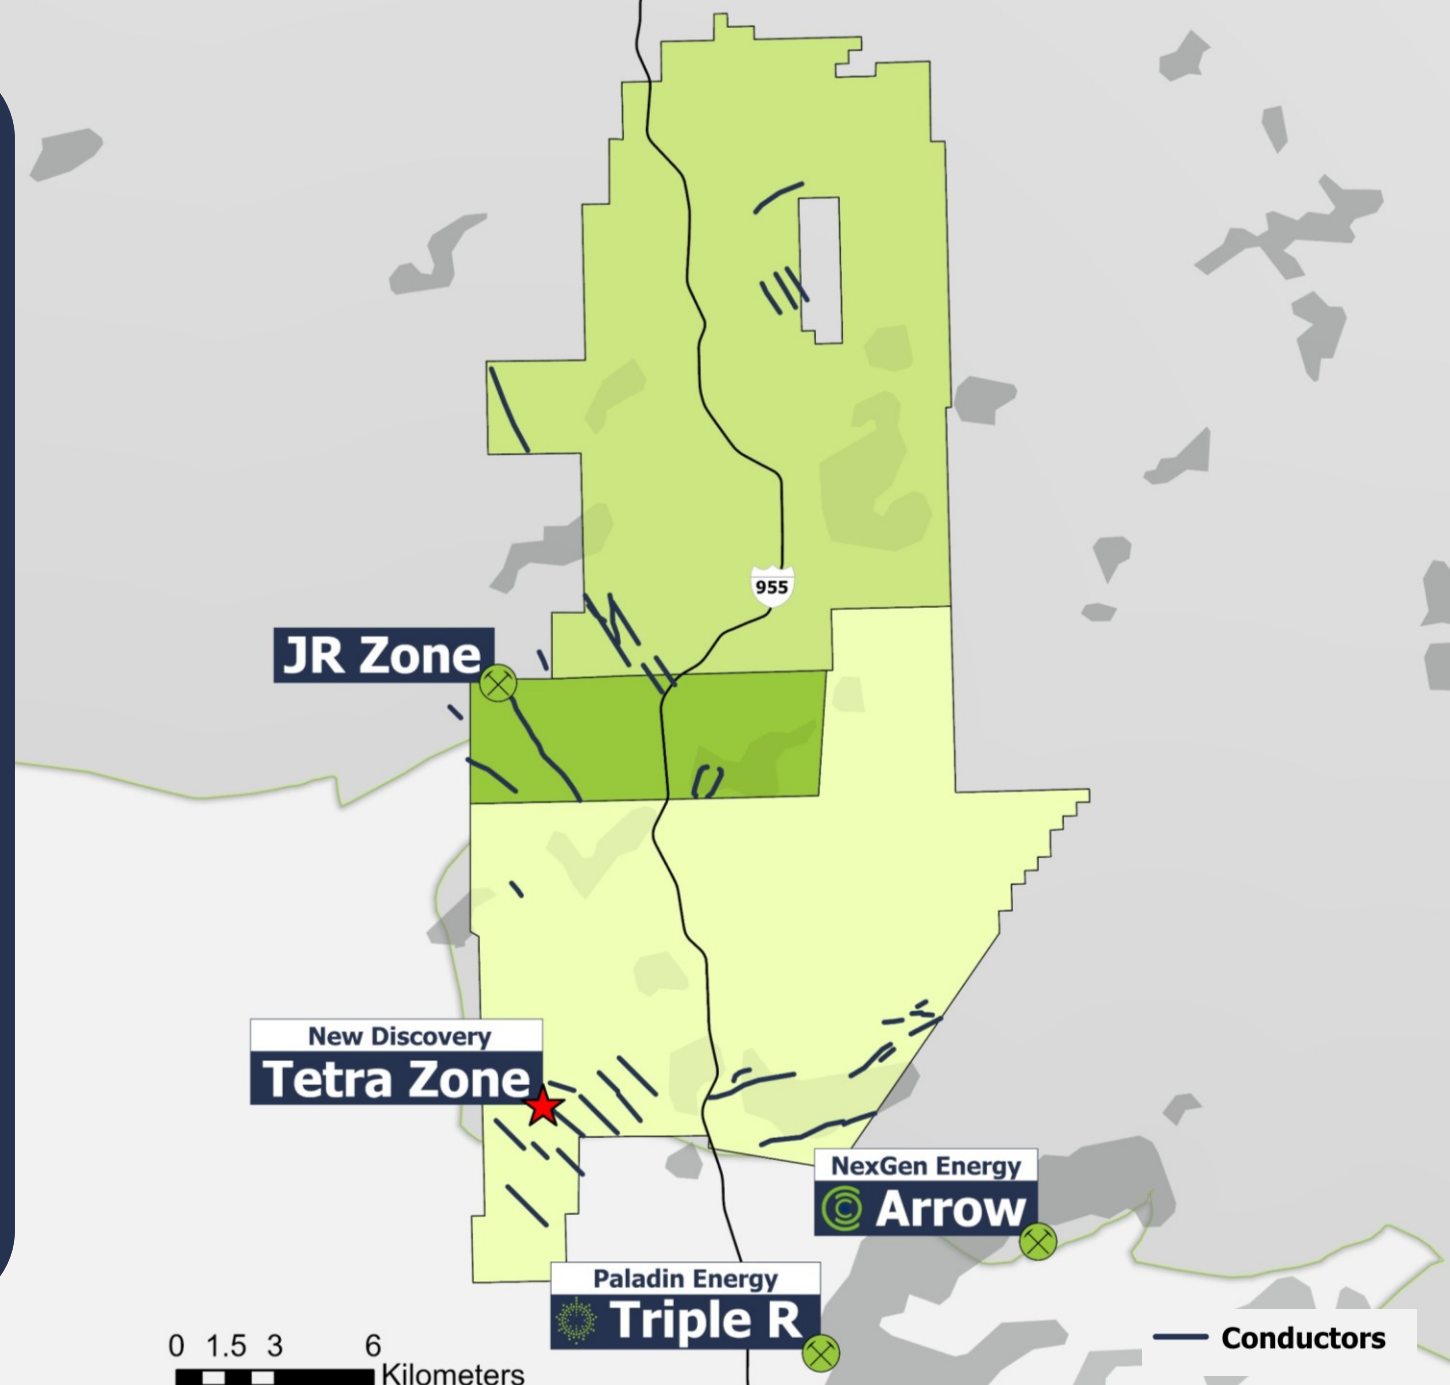 955
JR Zone
New Discovery
Tetra Zone
NexGen Energy
Arrow
Paladin Energy
Triple R
0 1.5 3 6
Kilometers
Conductors